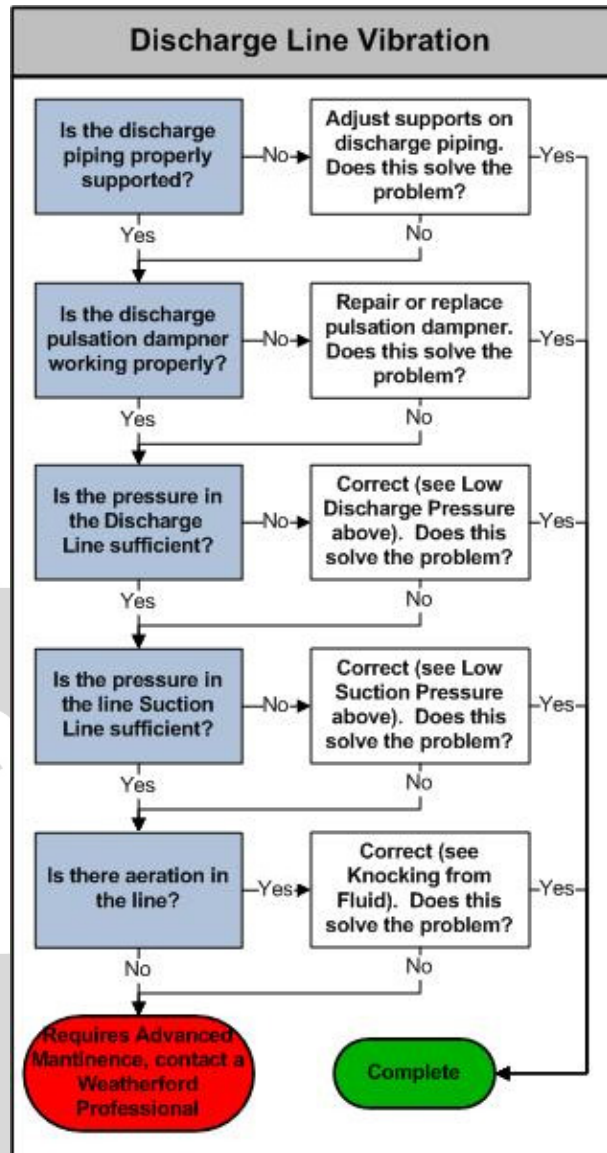 Discharge Line Vibration
Is the discharge
piping properly
supported?
No
Adjust supports on
discharge piping.
Does this solve the
problem?
Yes
Yes
No
Is the discharge
pulsation dampner
working properly?
No
Repair or replace
pulsation dampner.
Does this solve the
problem?
Yes
Yes
No
Is the pressure in
the Discharge
Line sufficient?
No
Correct (see Low
Discharge Pressure
above). Does this
solve the problem?
Yes
Yes
No
Is the pressure in
the line Suction
Line sufficient?
No
Correct (see Low
Suction Pressure
above). Does this
solve the problem?
Yes
Yes
No
Is there aeration in
the line?
Yes
Correct (see
Knocking from
Fluid). Does this
solve the problem?
Yes
No
No
Requires Advanced
Mantinence, contact a
Weatherford
Professional
Complete